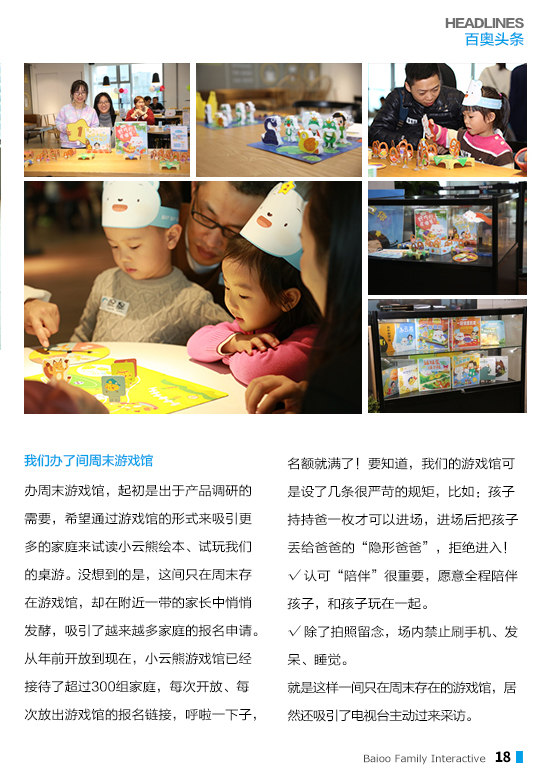 HEADLINES
百奥头条
我们办了间周末游戏馆
办周末游戏馆，起初是出于产品调研的
需要，希望通过游戏馆的形式来吸引更
多的家庭来试读小云熊绘本、试玩我们
的桌游。没想到的是，这间只在周末存
在游戏馆，却在附近一带的家长中悄悄
发酵，吸引了越来越多家庭的报名申请。
从年前开放到现在，小云熊游戏馆已经
接待了超过300组家庭，每次开放、每
次放出游戏馆的报名链接，呼啦一下子，
名额就满了！要知道，我们的游戏馆可
是设了几条很严苛的规矩，比如：孩子
持持爸一枚才可以进场，进场后把孩子
丢给爸爸的“隐形爸爸”，拒绝进入！
√ 认可“陪伴”很重要，愿意全程陪伴
孩子，和孩子玩在一起。
√ 除了拍照留念，场内禁止刷手机、发
呆、睡觉。
就是这样一间只在周末存在的游戏馆，居
然还吸引了电视台主动过来采访。
Baioo Family Interactive 18